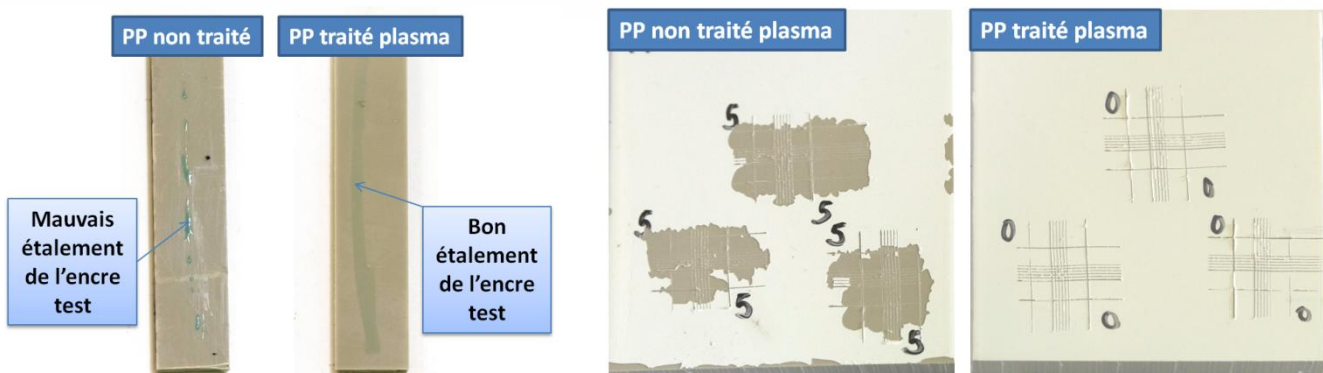 PP non traité
PP traité plasma
Mauvais
étalement
de l'encre
test
Bon
étalement
de l'encre
test
PP non traité plasma
5
5
5
5
5
5
PP traité plasma
0
0
0
0
0
0